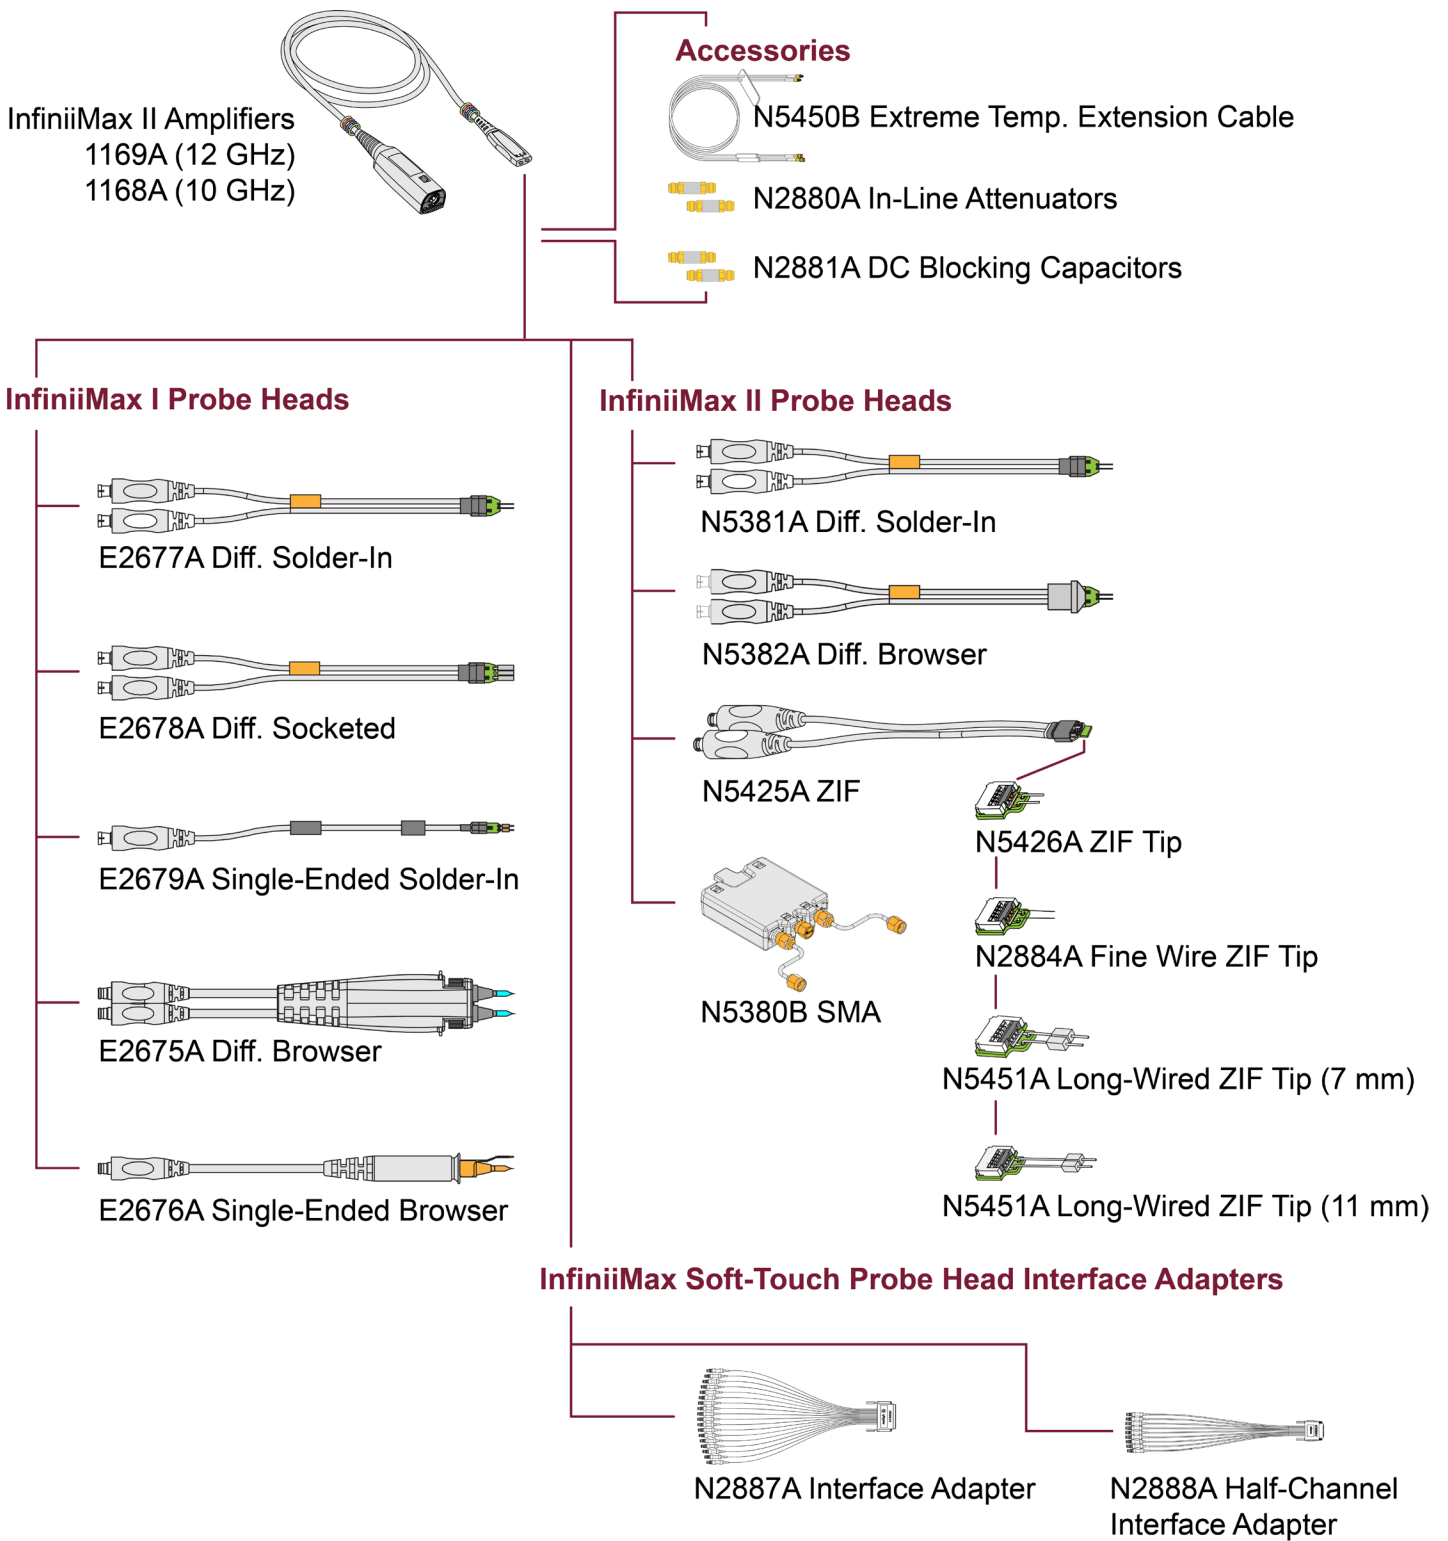 InfiniiMax II Amplifiers
1169A (12 GHz)
1168A (10 GHz)
Accessories
N5450B Extreme Temp. Extension Cable
N2880A In-Line Attenuators
N2881A DC Blocking Capacitors
InfiniiMax I Probe Heads
E2677A Diff. Solder-In
E2678A Diff. Socketed
E2679A Single-Ended Solder-In
E2675A Diff. Browser
E2676A Single-Ended Browser
InfiniiMax II Probe Heads
N5381A Diff. Solder-In
N5382A Diff. Browser
N5425A ZIF
N5426A ZIF Tip
N2884A Fine Wire ZIF Tip
N5380B SMA
N5451A Long-Wired ZIF Tip (7 mm)
N5451A Long-Wired ZIF Tip (11 mm)
InfiniiMax Soft-Touch Probe Head Interface Adapters
N2887A Interface Adapter
N2888A Half-Channel
Interface Adapter